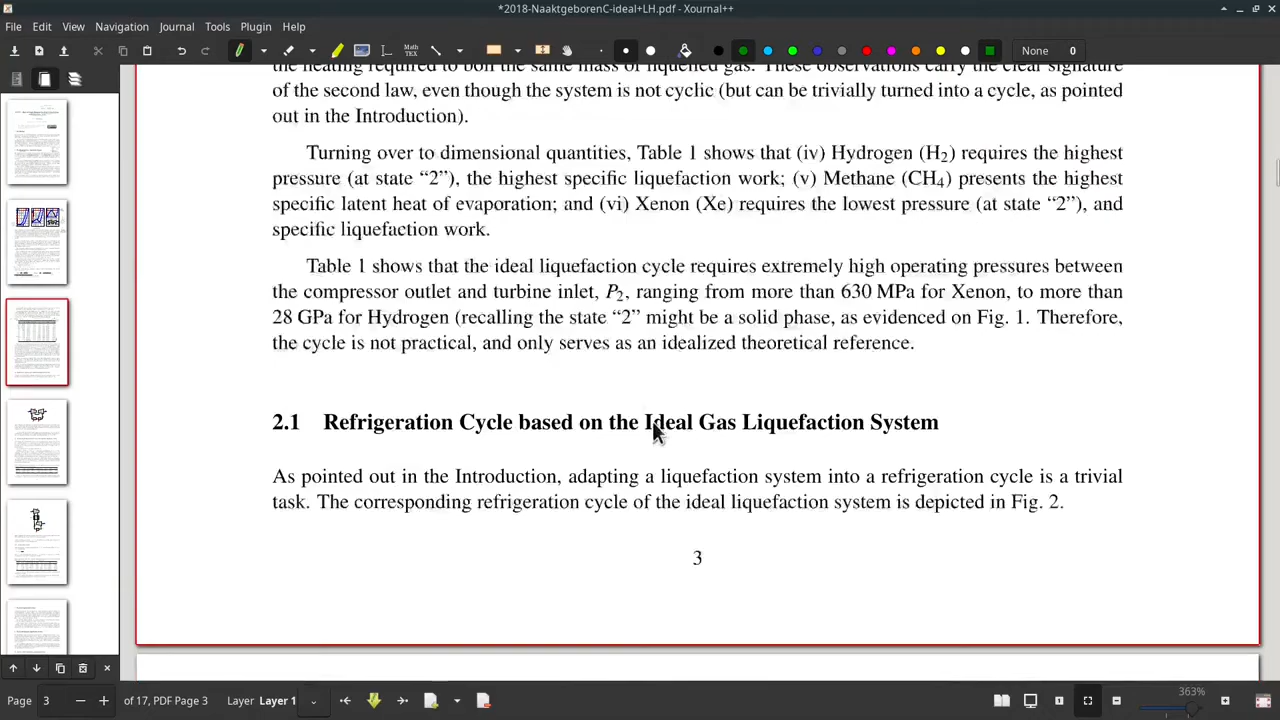 *2018-NaaktgeborenC-ideal+LH.pdf - Xournal++
File Edit View Navigation Journal Tools Plugin Help
Math TEX
None 0
the heating required to boil the same mass of liquefied gas. These observations carry the clear signature
of the second law, even though the system is not cyclic (but can be trivially turned into a cycle, as pointed
out in the Introduction).
Turning over to dimensional quantities, Table 1 shows that (iv) Hydrogen (H2) requires the highest
pressure (at state “2”), the highest specific liquefaction work; (v) Methane (CH4) presents the highest
specific latent heat of evaporation; and (vi) Xenon (Xe) requires the lowest pressure (at state “2”), and
specific liquefaction work.
Table 1 shows that the ideal liquefaction cycle requires extremely high operating pressures between
the compressor outlet and turbine inlet, P2, ranging from more than 630 MPa for Xenon, to more than
28 GPa for Hydrogen (recalling the state “2” might be a solid phase, as evidenced on Fig. 1. Therefore,
the cycle is not practical, and only serves as an idealized theoretical reference.
2.1 Refrigeration Cycle based on the Ideal Gas Liquefaction System
As pointed out in the Introduction, adapting a liquefaction system into a refrigeration cycle is a trivial
task. The corresponding refrigeration cycle of the ideal liquefaction system is depicted in Fig. 2.
3
Page 3 of 17, PDF Page 3 Layer Layer 1 363%